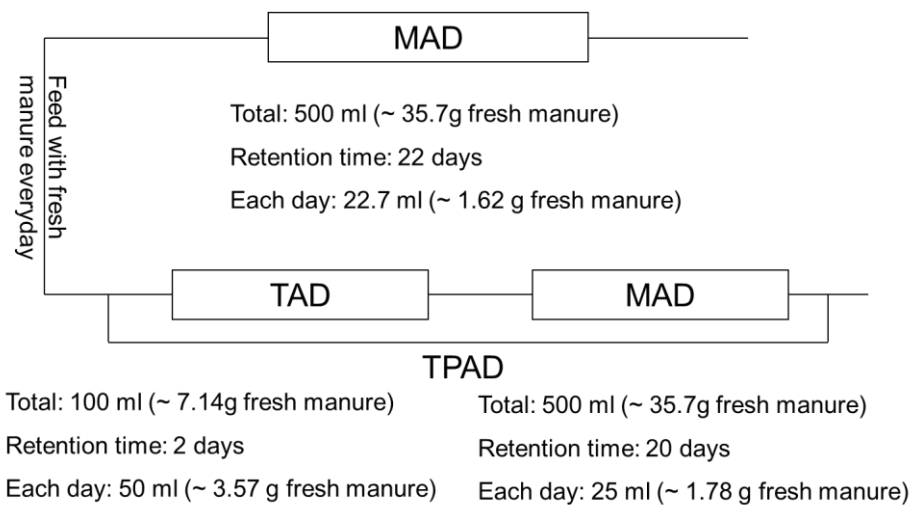 MAD
Feed with fresh
manure everyday
Total: 500 ml (~ 35.7g fresh manure)
Retention time: 22 days
Each day: 22.7 ml (~ 1.62 g fresh manure)
TAD
MAD
TPAD
Total: 100 ml (~ 7.14g fresh manure)
Retention time: 2 days
Each day: 50 ml (~ 3.57 g fresh manure)
Total: 500 ml (~ 35.7g fresh manure)
Retention time: 20 days
Each day: 25 ml (~ 1.78 g fresh manure)